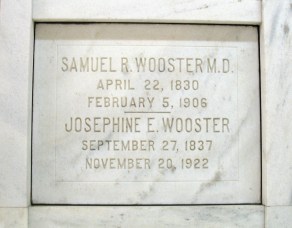 SAMUEL R. WOOSTER M.D.
APRIL 22, 1830
FEBRUARY 5, 1906
JOSEPHINE E. WOOSTER
SEPTEMBER 27, 1837
NOVEMBER 20, 1922